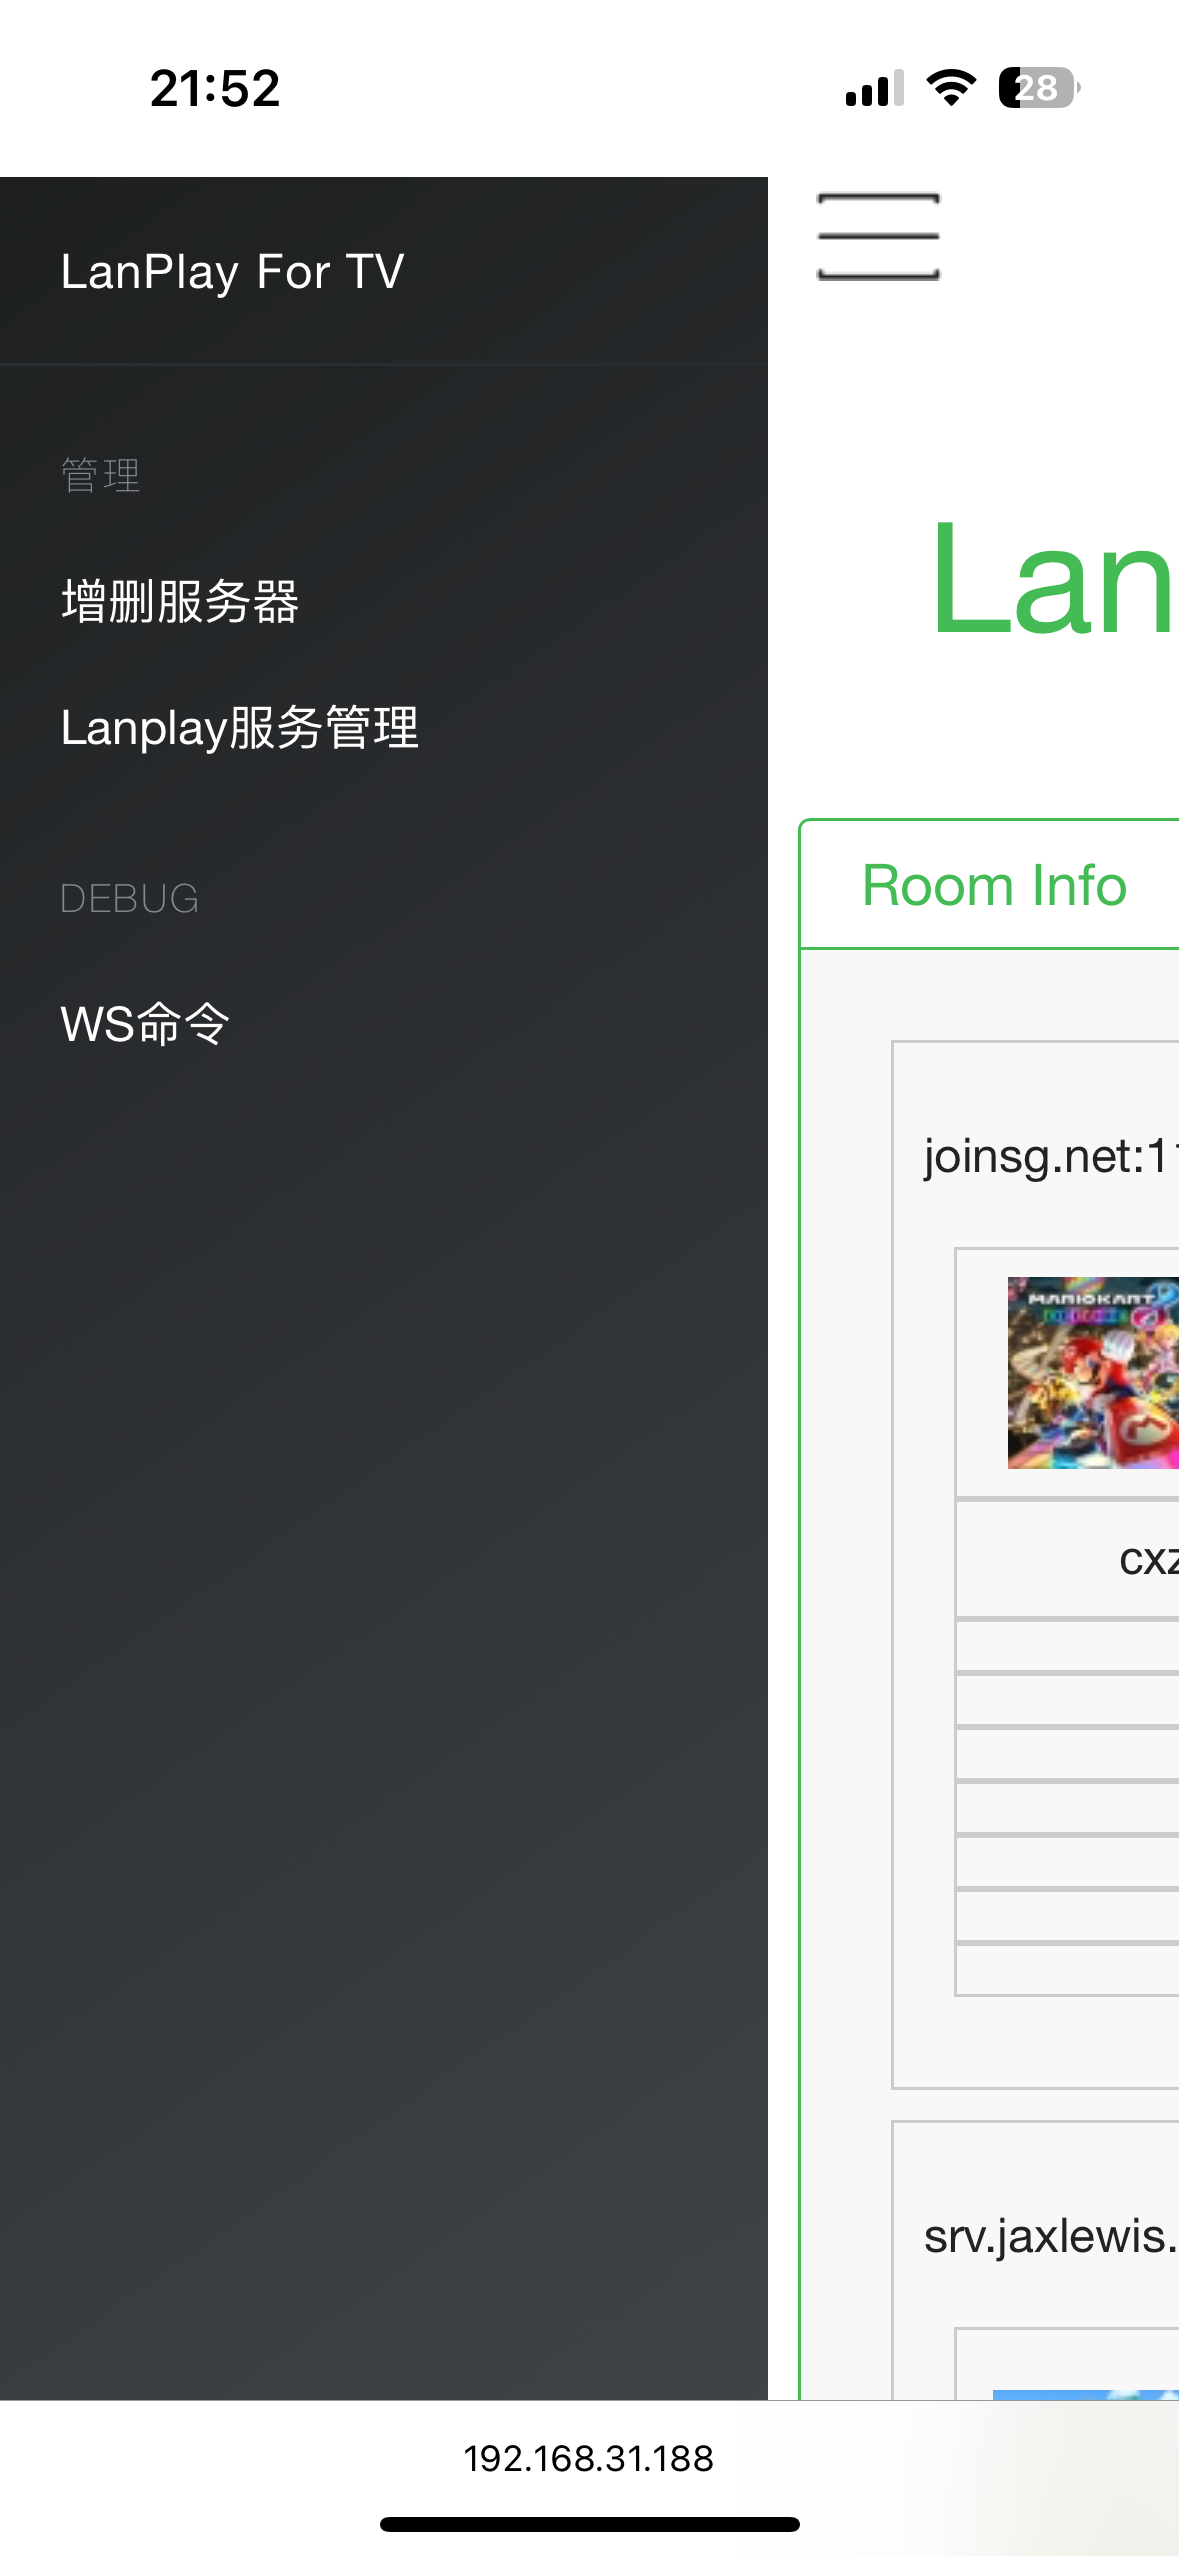 21:52
28
LanPlay For TV
管理
增删服务器
Lanplay服务管理
DEBUG
WS命令
Lan
Room Info
joinsg.net:11
MARIOKART
cxz
srv.jaxlewis.
192.168.31.188